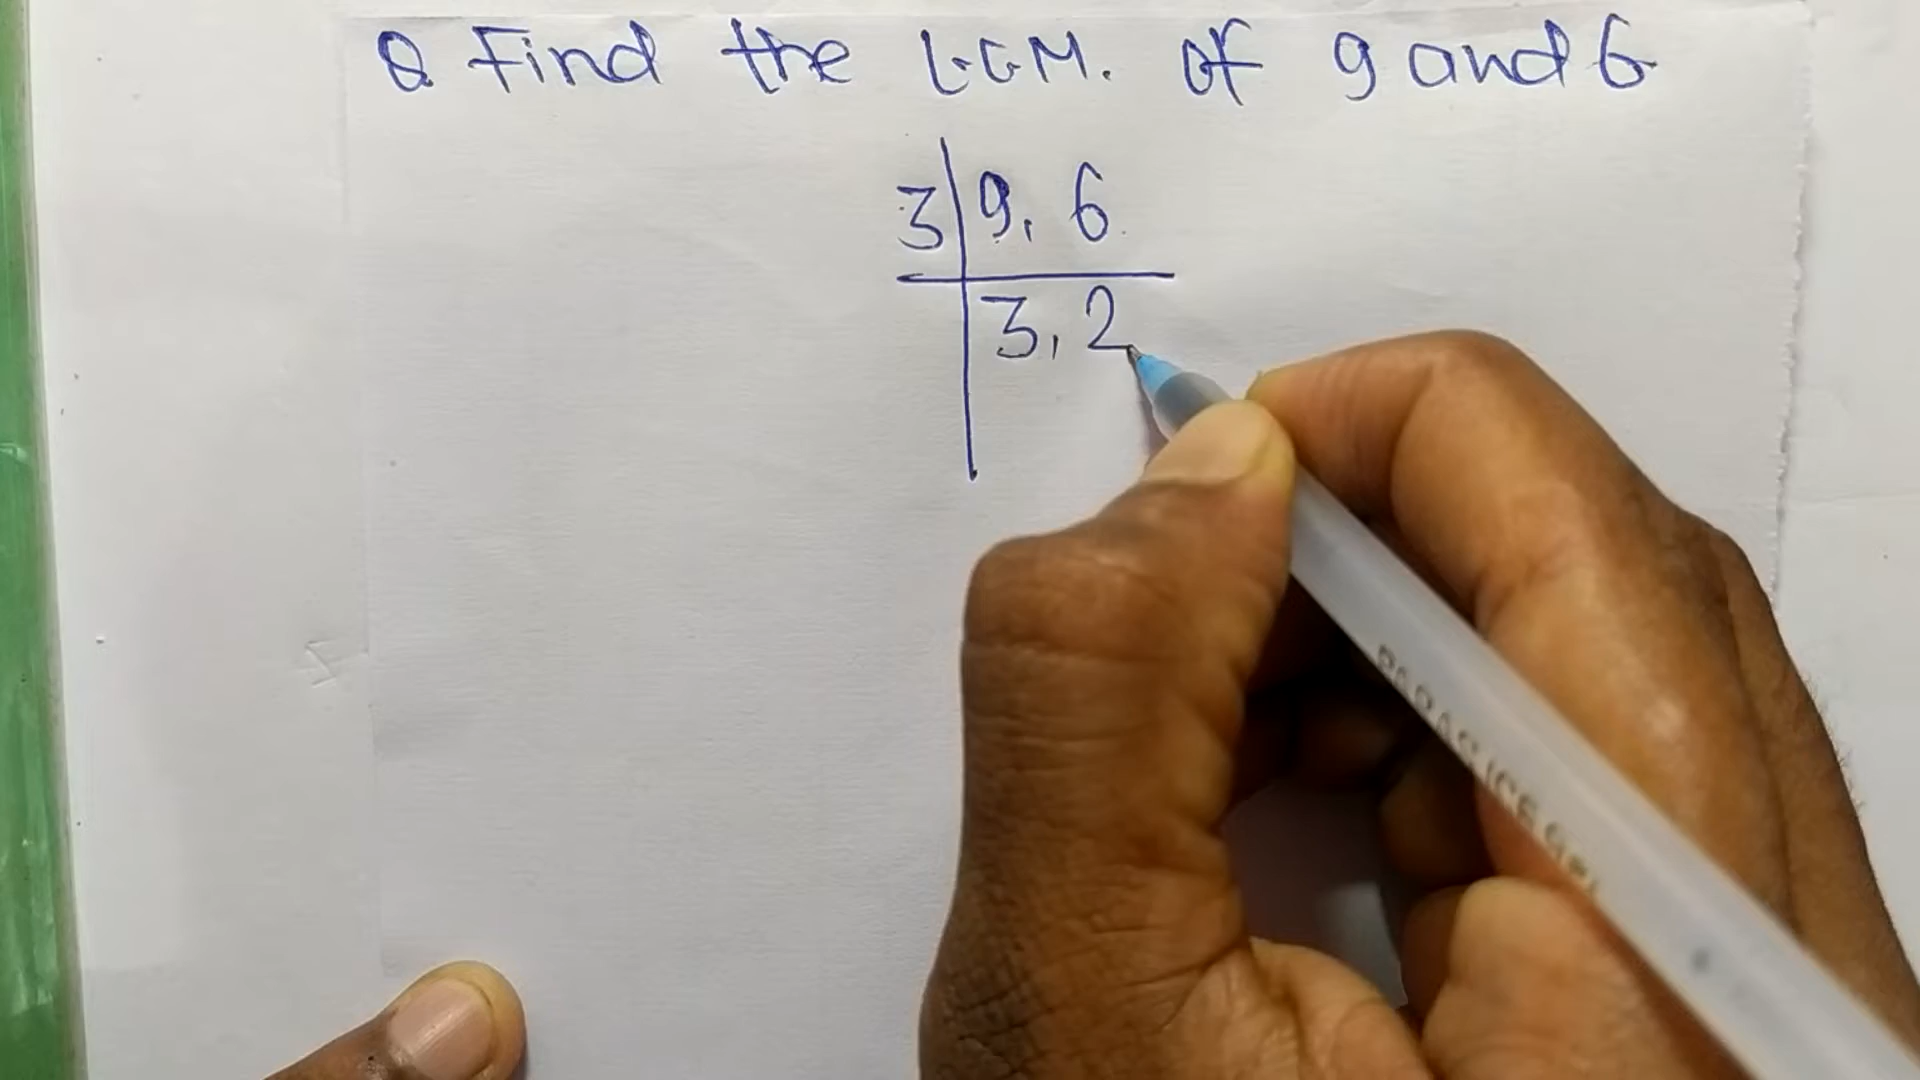 Q Find the L.C.M. Of 9 and 6
3 9, 6
3, 2